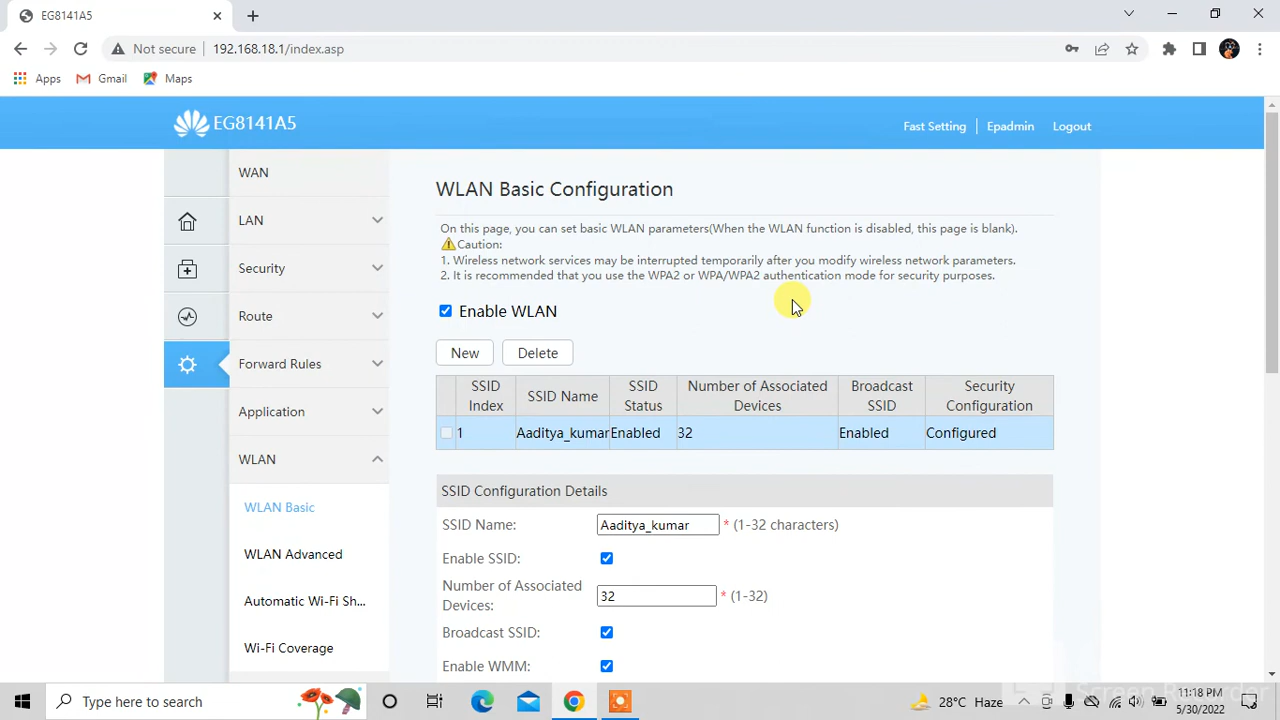 EG8141A5
Not secure 192.168.18.1/index.asp
Apps Gmail Maps
EG8141A5
Fast Setting Epadmin Logout
WAN
LAN
Security
Route
Forward Rules
Application
WLAN
WLAN Basic
WLAN Advanced
Automatic Wi-Fi Sh...
Wi-Fi Coverage
WLAN Basic Configuration
On this page, you can set basic WLAN parameters(When the WLAN function is disabled, this page is blank).
Caution:
1. Wireless network services may be interrupted temporarily after you modify wireless network parameters.
2. It is recommended that you use the WPA2 or WPA/WPA2 authentication mode for security purposes.
Enable WLAN
New Delete
SSID Index SSID Name SSID Status Number of Associated Devices Broadcast SSID Security Configuration
1 Aaditya_kumar Enabled 32 Enabled Configured
SSID Configuration Details
SSID Name: Aaditya_kumar * (1-32 characters)
Enable SSID:
Number of Associated
Devices: 32 * (1-32)
Broadcast SSID:
Enable WMM:
Screen Recorder
Type here to search
28°C Haze
11:18 PM
5/30/2022